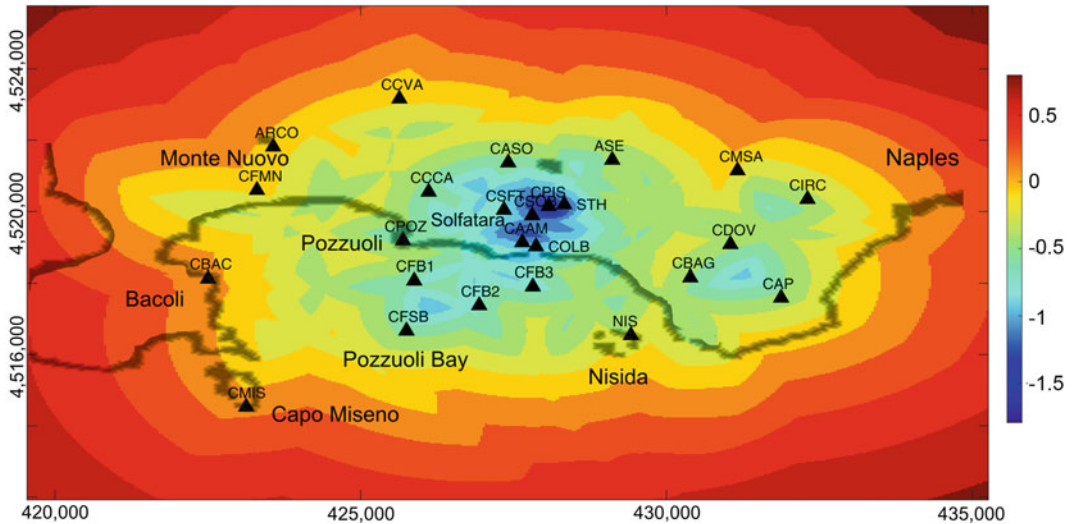 4,524,000
4,520,000
4,516,000
CCVA
ARCO
Monte Nuovo
CFMN
CASO
ASE
CMSA
Naples
CIRC
CCCA
CSFT
CPIS
CSOB
STH
Solfatara
CPOZ
CAAM
COLB
CDOV
Pozzuoli
CBAC
Bacoli
CFB1
CFB2
CFB3
CBAG
CAP
CFSB
NIS
Pozzuoli Bay
Nisida
CMIS
Capo Miseno
420,000
425,000
430,000
435,000
0.5
0
-0.5
-1
-1.5